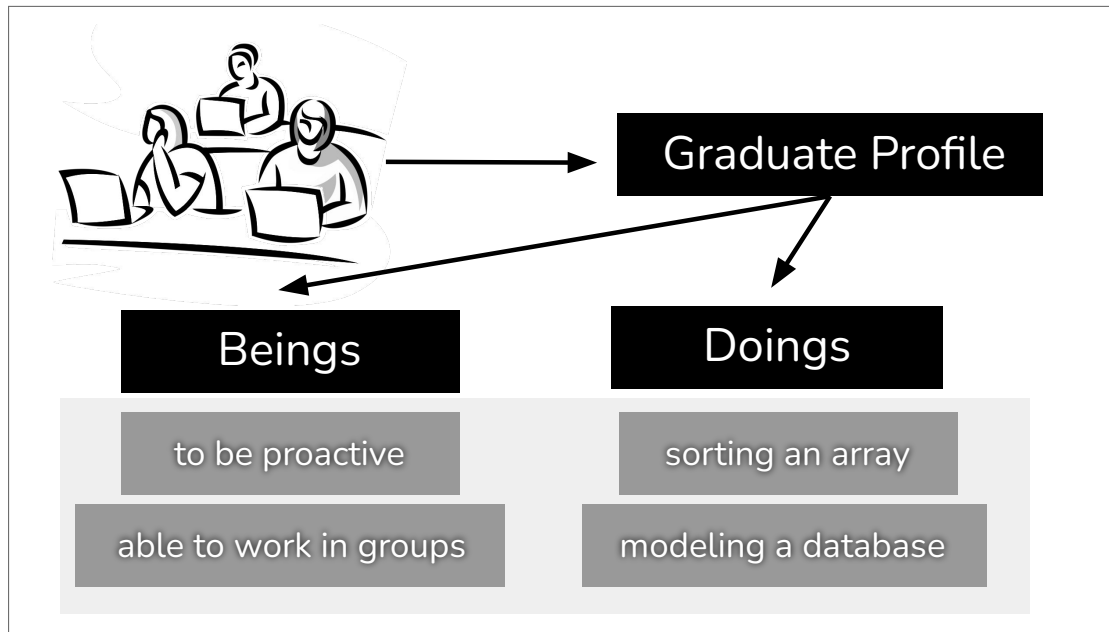 Graduate Profile
Beings
Doings
to be proactive
sorting an array
able to work in groups
modeling a database